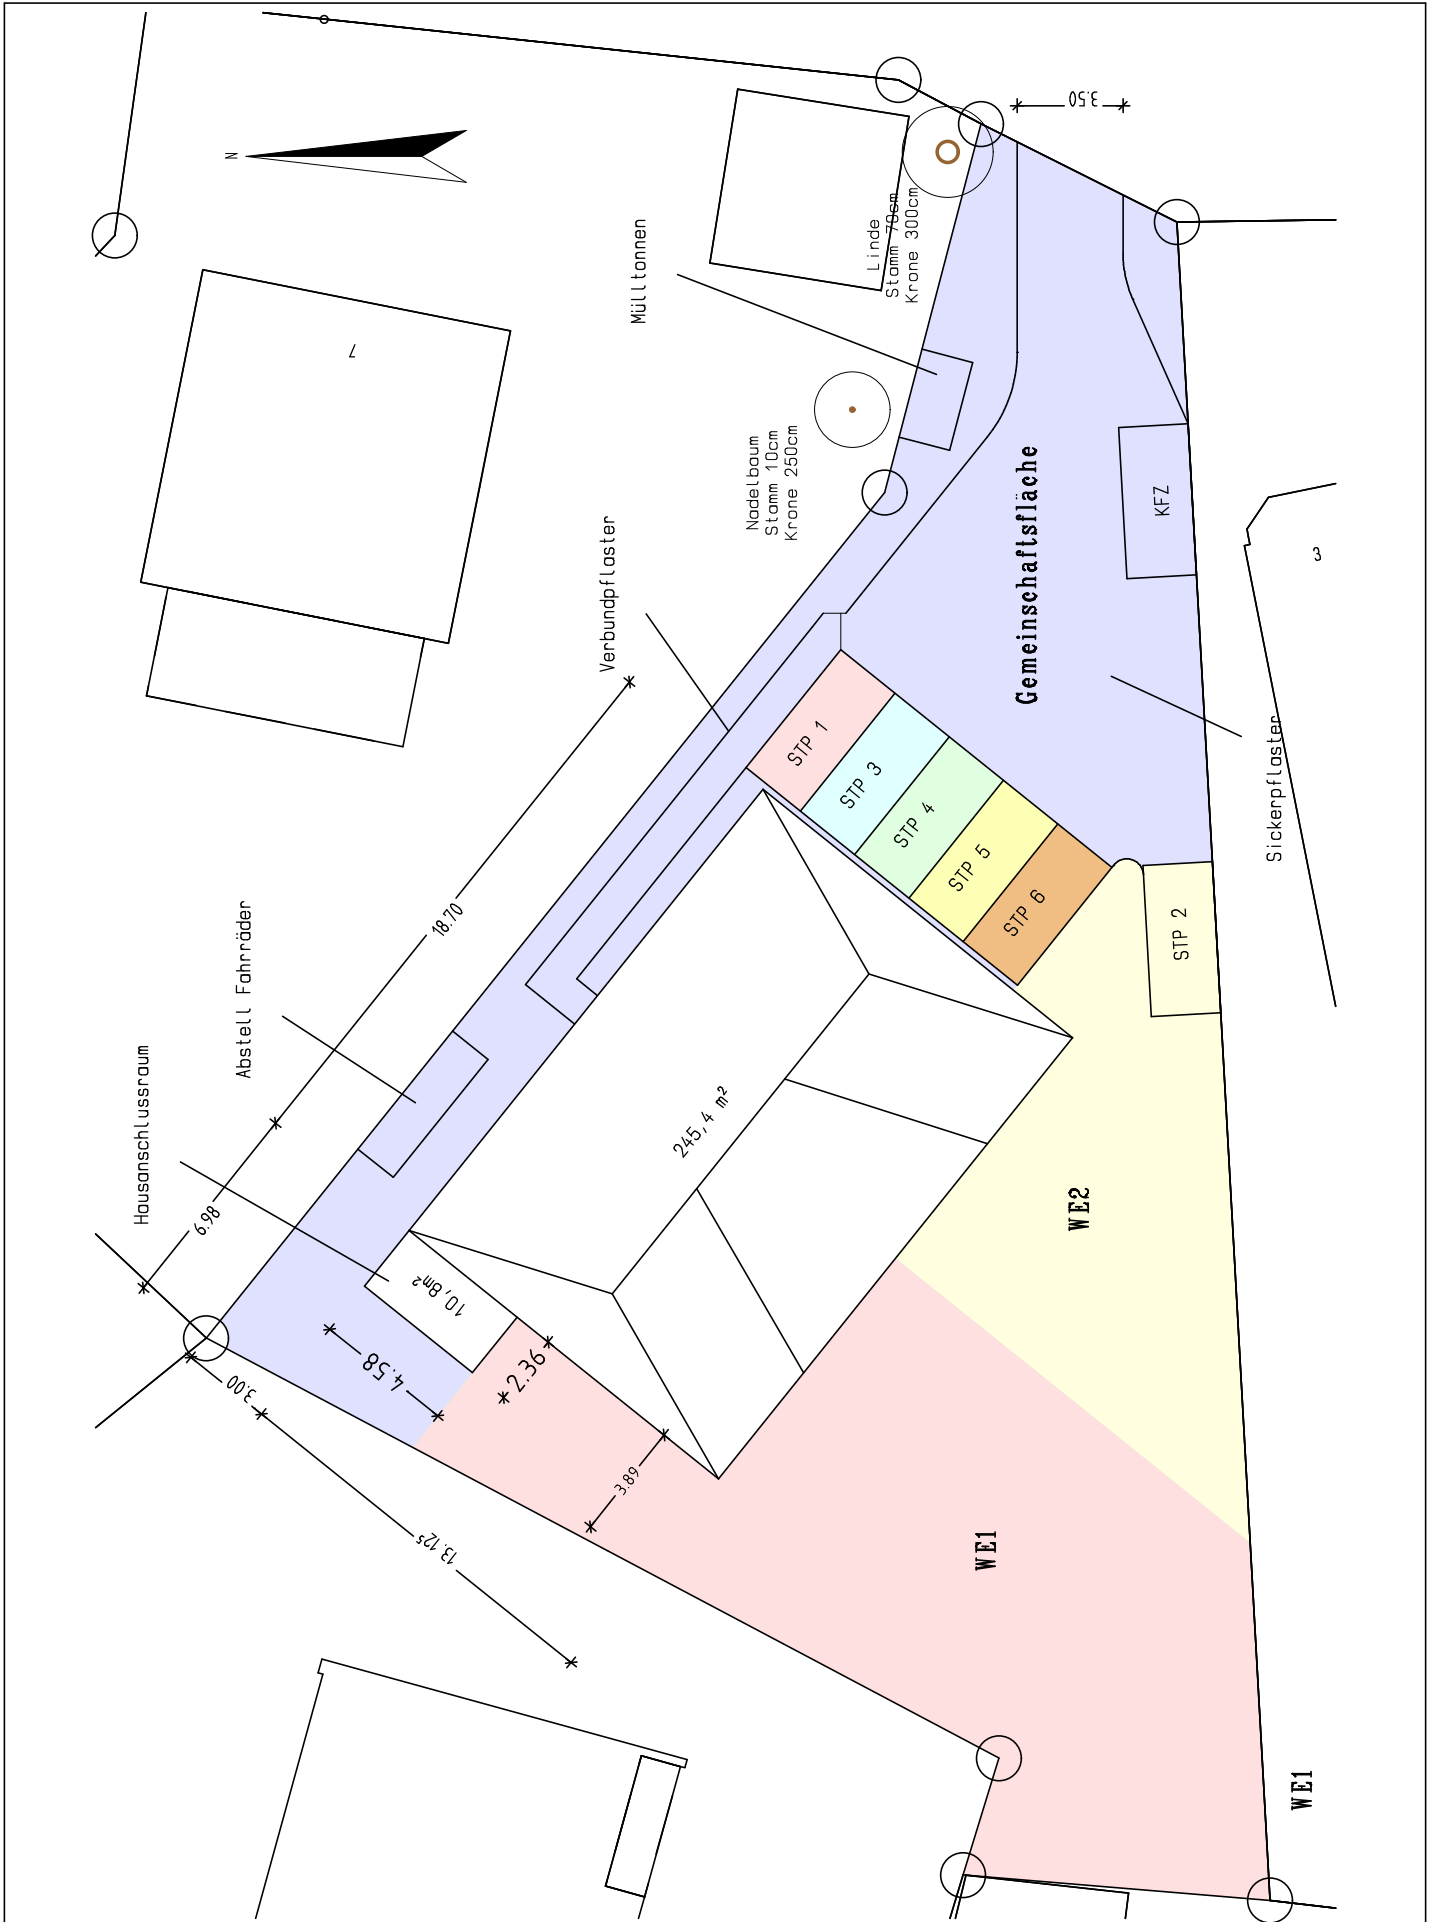 N
3.50
7
Mülltonnen
Linde
Stamm 70cm
Krone 300cm
Nadelbaum
Stamm 10cm
Krone 250cm
Gemeinschaftsfläche
KFZ
3
Verbundpflaster
STP 1
STP 3
STP 4
STP 5
STP 6
STP 2
Sickerpflaster
18.70
Abstell Fahrräder
Hausanschlussraum
6.98
245,4 m²
10,8m²
WE2
4.58
2.36
3.00
3.89
13.12⁵
WE1
WE1